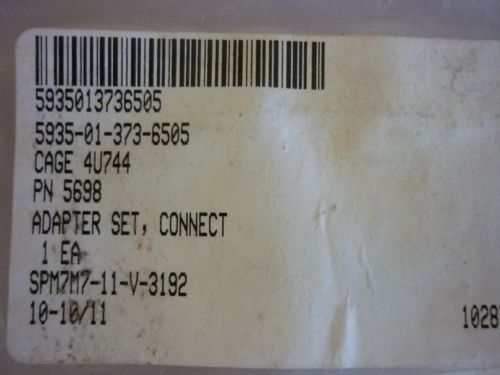 5935013736505
5935-01-373-6505
CAGE 4U744
PN 5698
ADAPTER SET, CONNECT
1 EA
SPM7M7-11-V-3192
10-10/11
1028